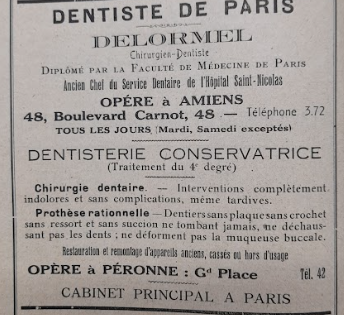 DENTISTE DE PARIS
DELORMEL
Chirurgien-Dentiste
DIPLÔMÉ PAR LA FACULTÉ DE MÉDECINE DE PARIS
Ancien Chef du Service Dentaire de l'Hôpital Saint-Nicolas
OPÉRE À AMIENS
48, Boulevard Carnot, 48 — Téléphone 3.72
TOUS LES JOURS (Mardi, Samedi exceptés)
DENTISTERIE CONSERVATRICE
(Traitement du 4e degré)
Chirurgie dentaire. — Interventions complètement
indolores et sans complications, même tardives.
Prothèse rationnelle — Dentiers sans plaque sans crochet
sans ressort et sans succion ne tombant jamais, ne déchaus-
sant pas les dents ; ne déforment pas la muqueuse buccale.
Restauration et remontage d'appareils anciens, cassés ou hors d'usage
OPÈRE À PÉRONNE : Gd Place Tél. 42
CABINET PRINCIPAL A PARIS